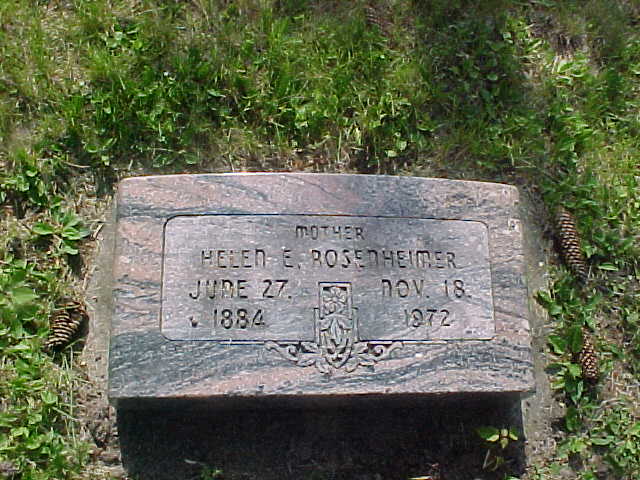 MOTHER
HELEN E. ROSENHEIMER
JUNE 27, NOV. 18,
1884 1972